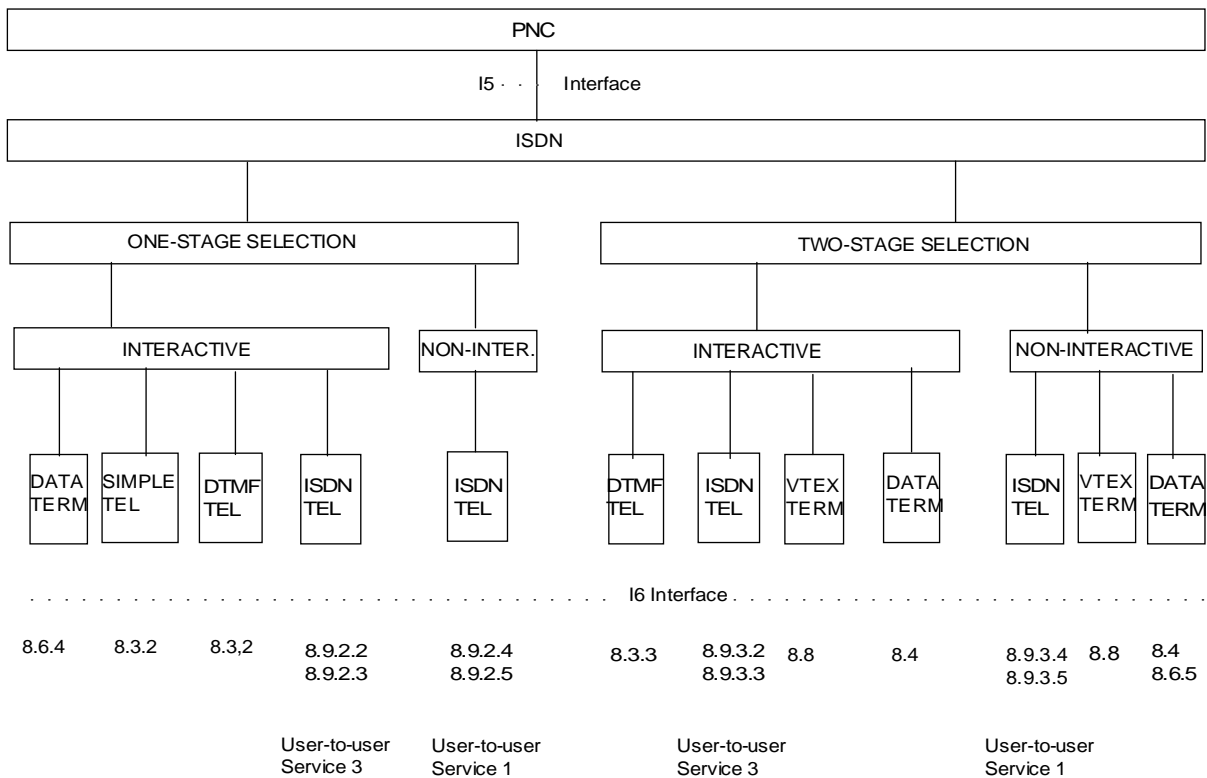 PNC
I5 . . . Interface
ISDN
ONE-STAGE SELECTION
TWO-STAGE SELECTION
INTERACTIVE
NON-INTER.
INTERACTIVE
NON-INTERACTIVE
DATA
TERM
SIMPLE
TEL
DTMF
TEL
ISDN
TEL
ISDN
TEL
DTMF
TEL
ISDN
TEL
VTEX
TERM
DATA
TERM
ISDN
TEL
VTEX
TERM
DATA
TERM
I6 Interface
8.6.4
8.3.2
8.3,2
8.9.2.2
8.9.2.3
8.9.2.4
8.9.2.5
8.3.3
8.9.3.2
8.9.3.3
8.8
8.4
8.9.3.4
8.9.3.5
8.8
8.4
8.6.5
User-to-user
Service 3
User-to-user
Service 1
User-to-user
Service 3
User-to-user
Service 1